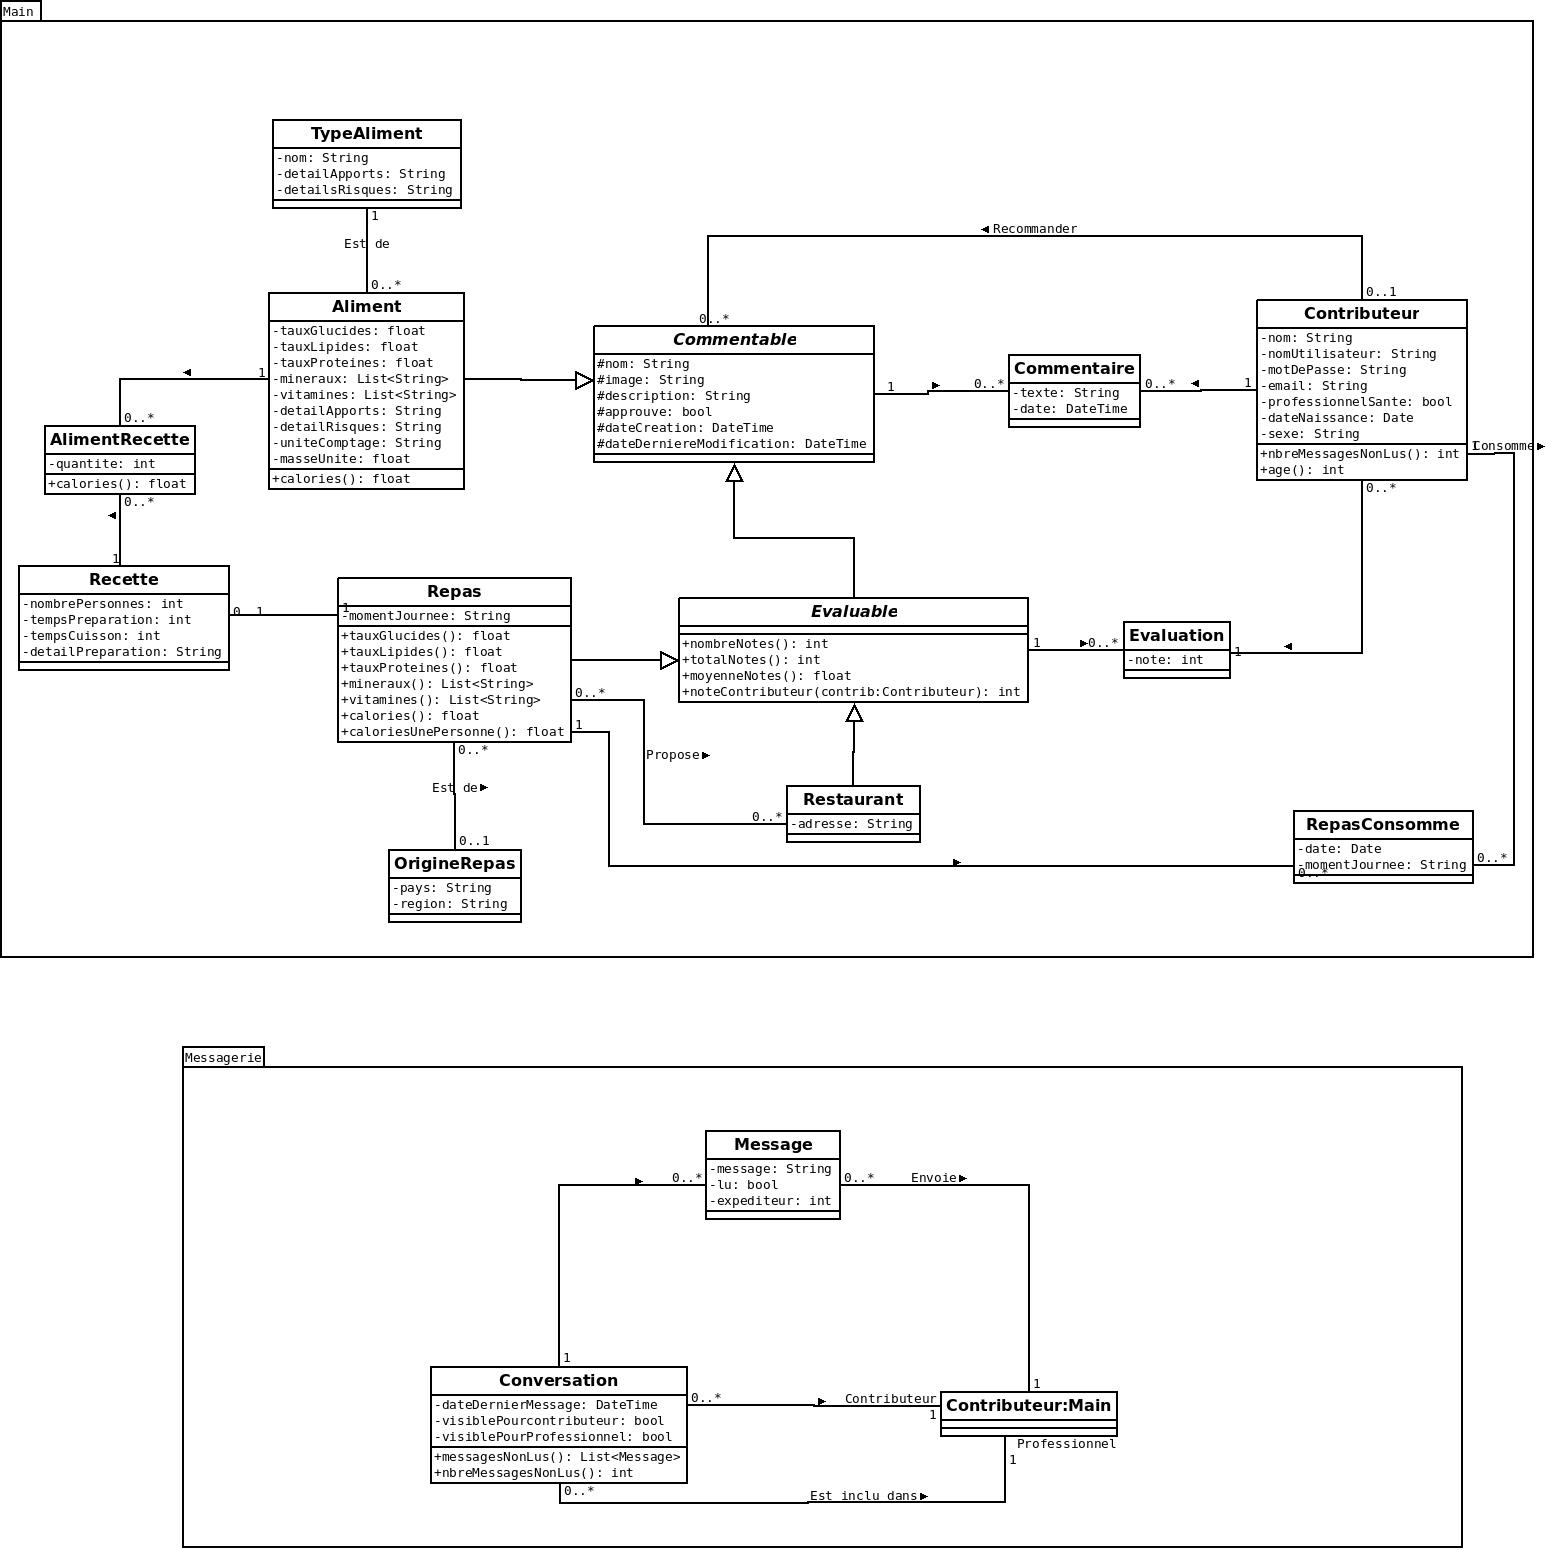 Main
TypeAliment
-nom: String
-detailApports: String
-detailsRisques: String
1
Est de
0..*
Aliment
-tauxGlucides: float
-tauxLipides: float
-tauxProteines: float
-mineraux: List<String>
-vitamines: List<String>
-detailApports: String
-detailRisques: String
-uniteComptage: String
-masseUnite: float
+calories(): float
1
0..*
AlimentRecette
-quantite: int
+calories(): float
0..*
1
Recette
-nombrePersonnes: int
-tempsPreparation: int
-tempsCuisson: int
-detailPreparation: String
0..1
1
Recommander
0..*
0..1
Commentable
#nom: String
#image: String
#description: String
#approuve: bool
#dateCreation: DateTime
#dateDerniereModification: DateTime
1
0..*
Commentaire
-texte: String
-date: DateTime
0..*
1
Contributeur
-nom: String
-nomUtilisateur: String
-motDePasse: String
-email: String
-professionnelSante: bool
-dateNaissance: Date
-sexe: String
+nbreMessagesNonLus(): int
+age(): int
1
Consomme
0..*
Repas
-momentJournee: String
+tauxGlucides(): float
+tauxLipides(): float
+tauxProteines(): float
+mineraux(): List<String>
+vitamines(): List<String>
+calories(): float
+caloriesUnePersonne(): float
0..*
1
0..*
Est de
0..1
OrigineRepas
-pays: String
-region: String
Evaluable
+nombreNotes(): int
+totalNotes(): int
+moyenneNotes(): float
+noteContributeur(contrib:Contributeur): int
1
0..*
Evaluation
-note: int
1
Propose
0..*
Restaurant
-adresse: String
RepasConsomme
-date: Date
-momentJournee: String
0..*
0..*
Messagerie
Message
-message: String
-lu: bool
-expediteur: int
0..*
0..*
Envoie
1
1
Conversation
-dateDernierMessage: DateTime
-visiblePourcontributeur: bool
-visiblePourProfessionnel: bool
+messagesNonLus(): List<Message>
+nbreMessagesNonLus(): int
0..*
Contributeur
1
Contributeur:Main
Professionnel
1
0..*
Est inclu dans